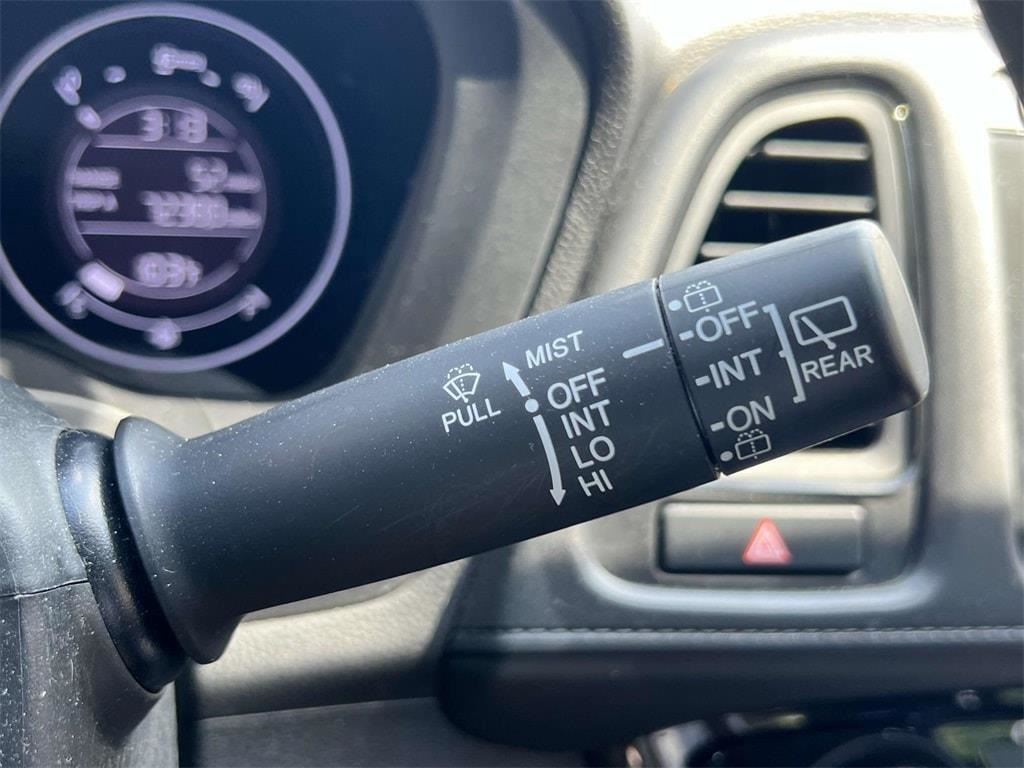 MIST
OFF
INT
LO
HI
PULL
OFF
INT
ON
REAR